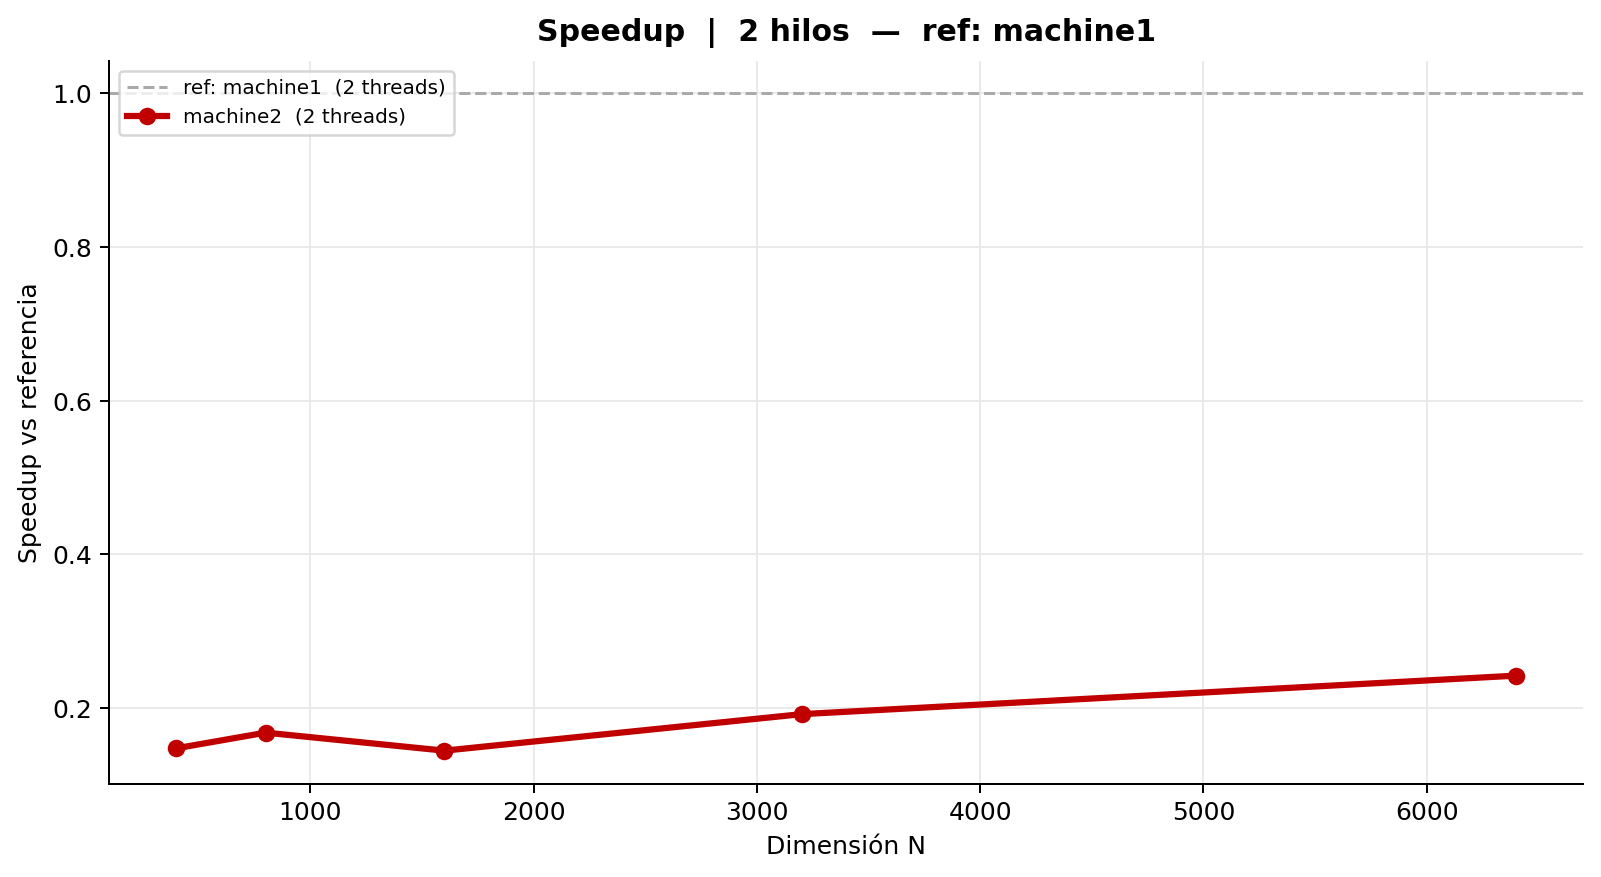 Speedup | 2 hilos — ref: machine1
ref: machine1 (2 threads)
machine2 (2 threads)
Speedup vs referencia
1.0
0.8
0.6
0.4
0.2
1000 2000 3000 4000 5000 6000
Dimensión N